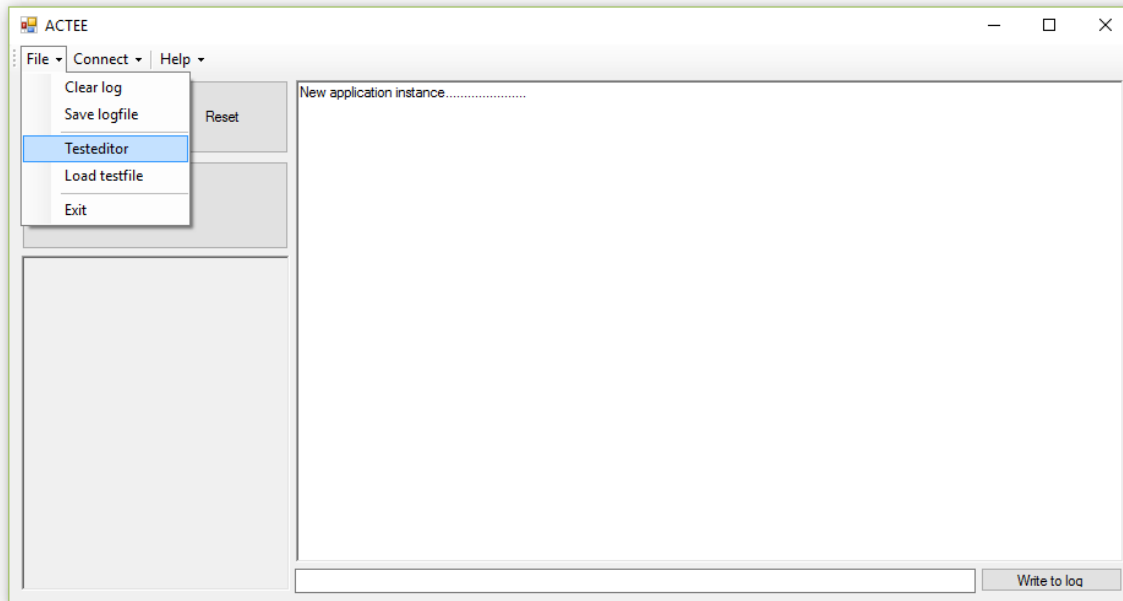 ACTEE
File Connect Help
Clear log
Save logfile
Testeditor
Load testfile
Exit
Reset
New application instance......................
Write to log